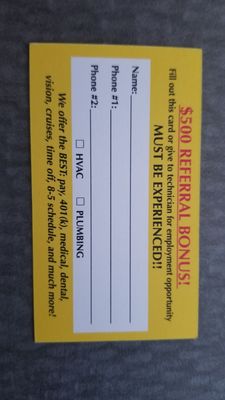 $500 REFERRAL BONUS!
Fill out this card or give to technician for employment opportunity
MUST BE EXPERIENCED!!
Name:
Phone #1:
Phone #2:
HVAC PLUMBING
We offer the BEST: pay, 401(k), medical, dental,
vision, cruises, time off, 8-5 schedule, and much more!